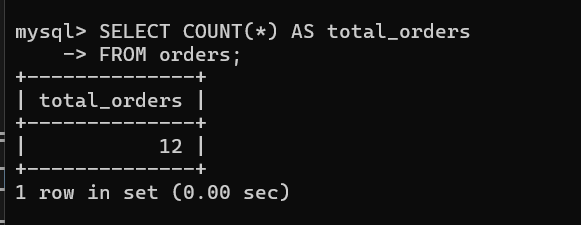 mysql> SELECT COUNT(*) AS total_orders
    -> FROM orders;
+--------------+
| total_orders |
+--------------+
|           12 |
+--------------+
1 row in set (0.00 sec)